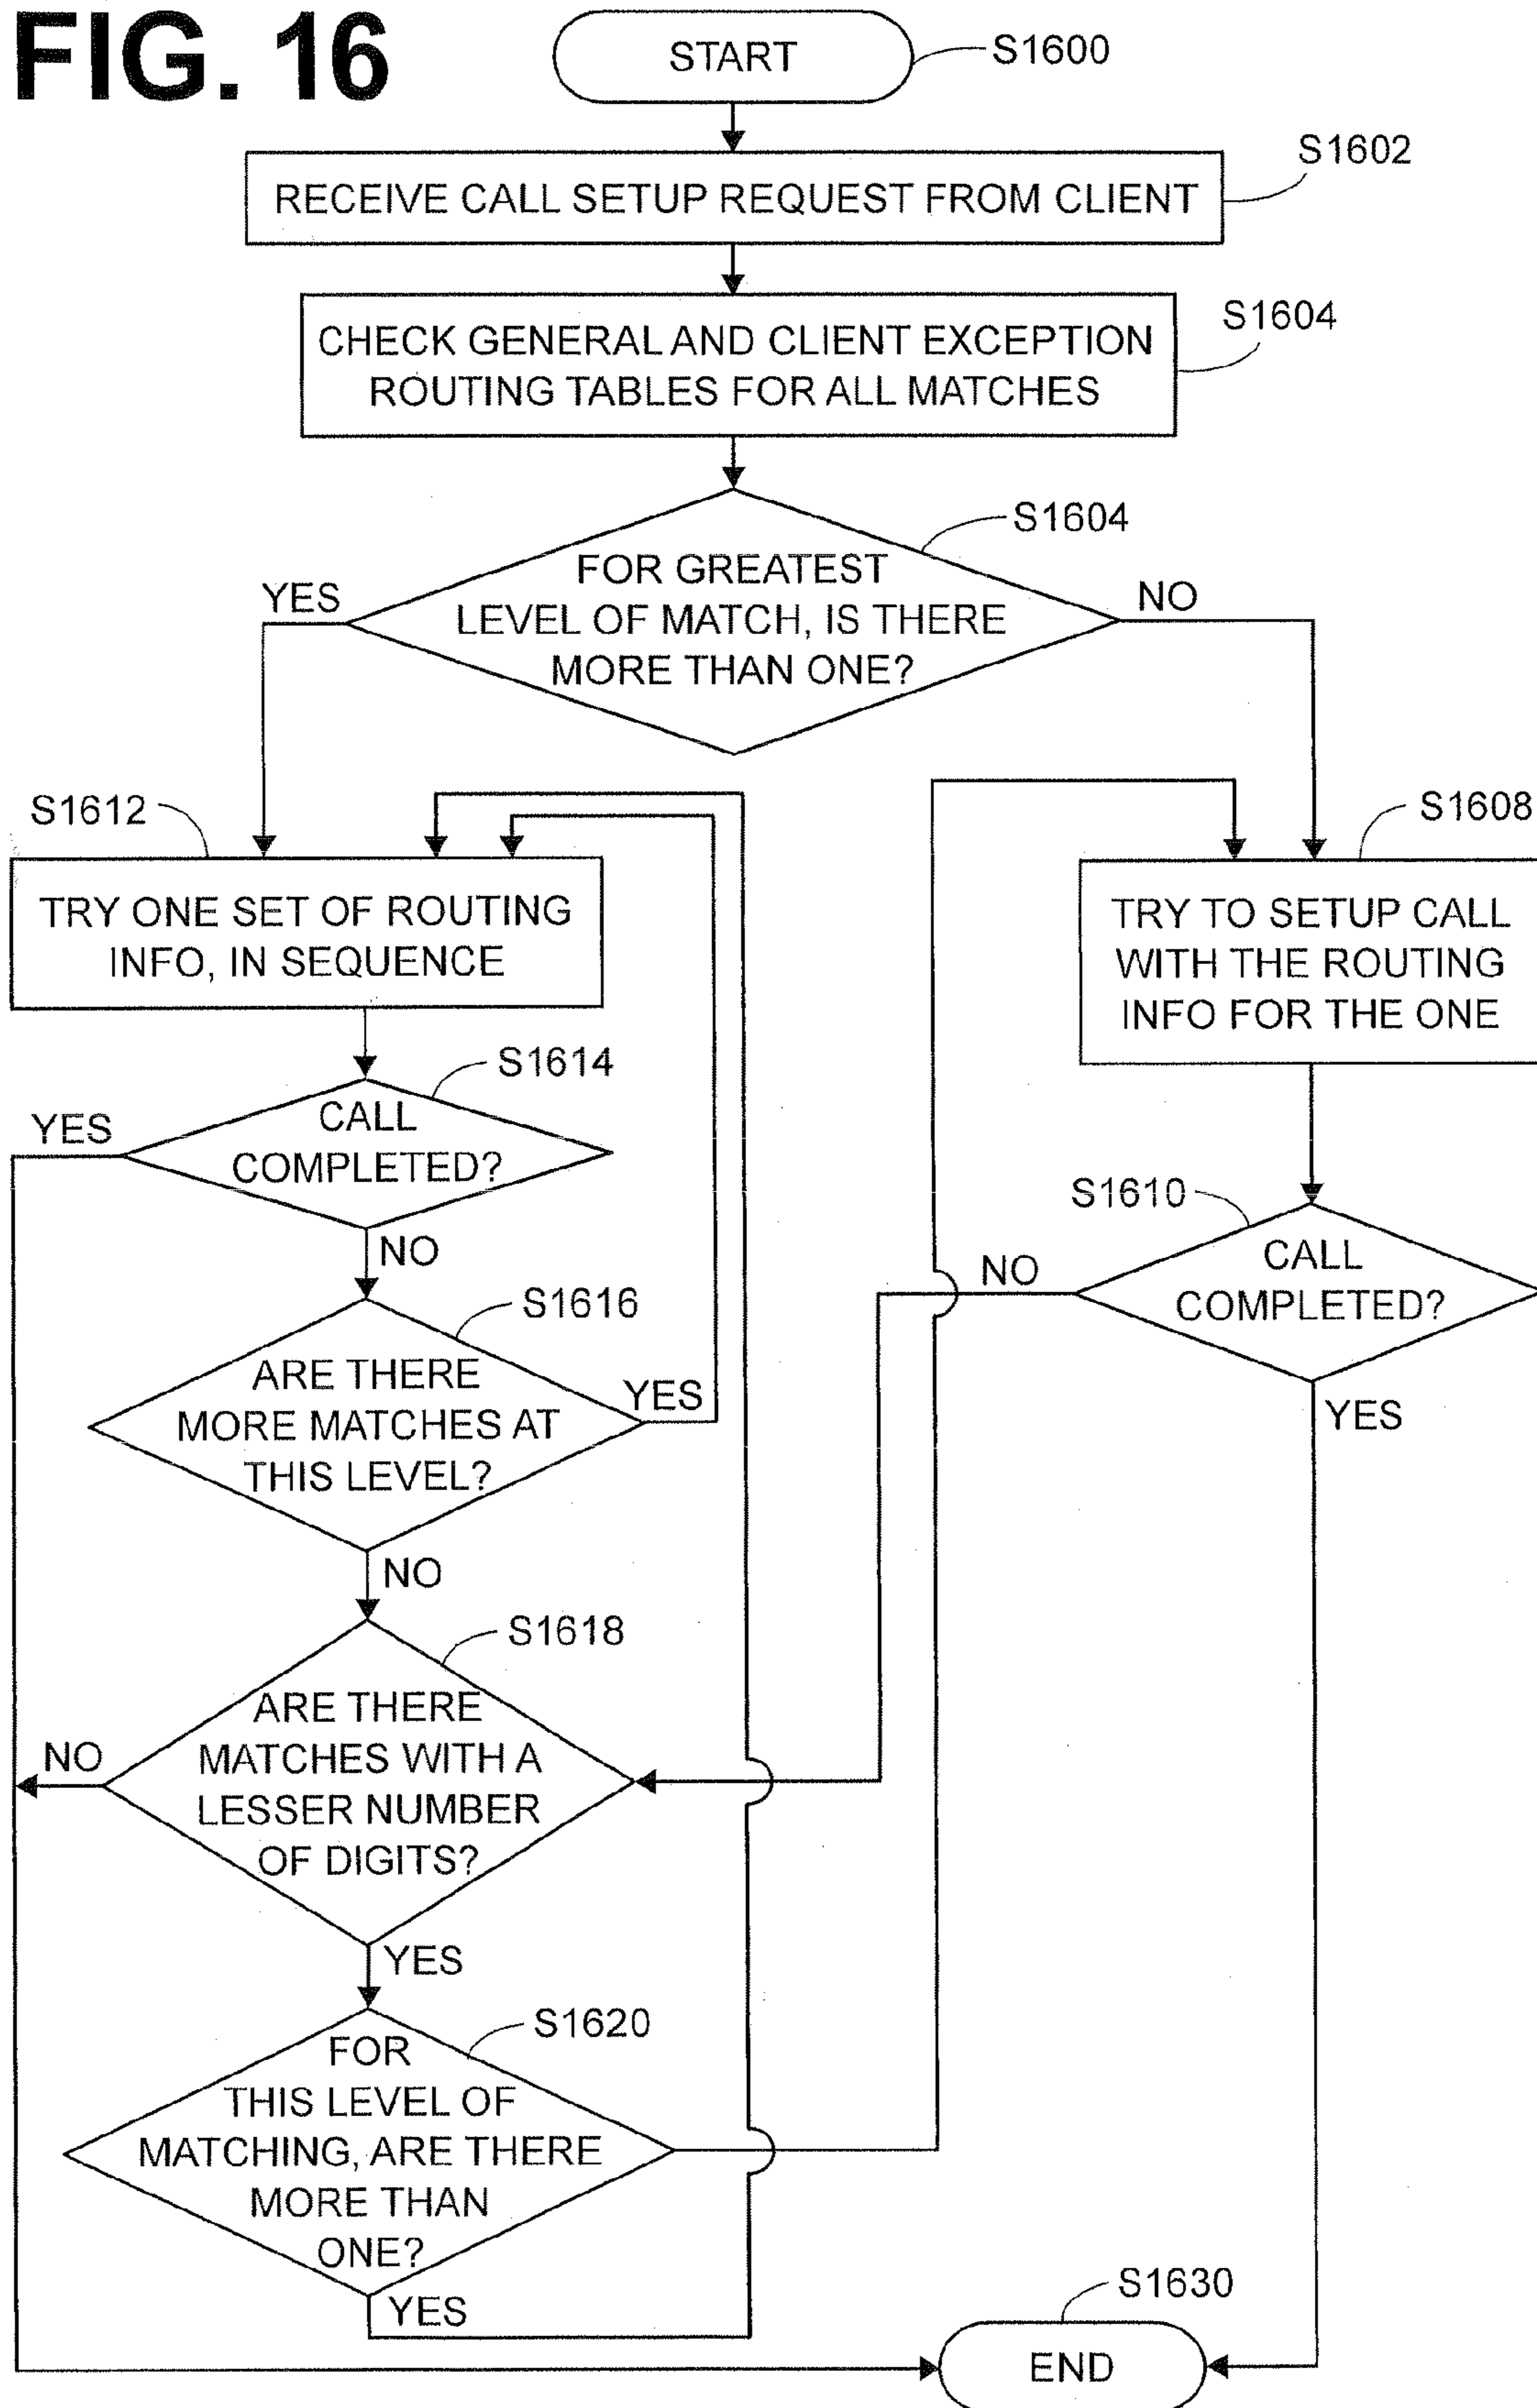 FIG. 16
START
S1600
S1602
RECEIVE CALL SETUP REQUEST FROM CLIENT
S1604
CHECK GENERAL AND CLIENT EXCEPTION
ROUTING TABLES FOR ALL MATCHES
S1604
FOR GREATEST
LEVEL OF MATCH, IS THERE
MORE THAN ONE?
YES
NO
S1612
TRY ONE SET OF ROUTING
INFO, IN SEQUENCE
S1608
TRY TO SETUP CALL
WITH THE ROUTING
INFO FOR THE ONE
S1614
CALL
COMPLETED?
YES
NO
S1610
CALL
COMPLETED?
NO
YES
S1616
ARE THERE
MORE MATCHES AT
THIS LEVEL?
YES
NO
S1618
ARE THERE
MATCHES WITH A
LESSER NUMBER
OF DIGITS?
NO
YES
S1620
FOR
THIS LEVEL OF
MATCHING, ARE THERE
MORE THAN
ONE?
YES
S1630
END